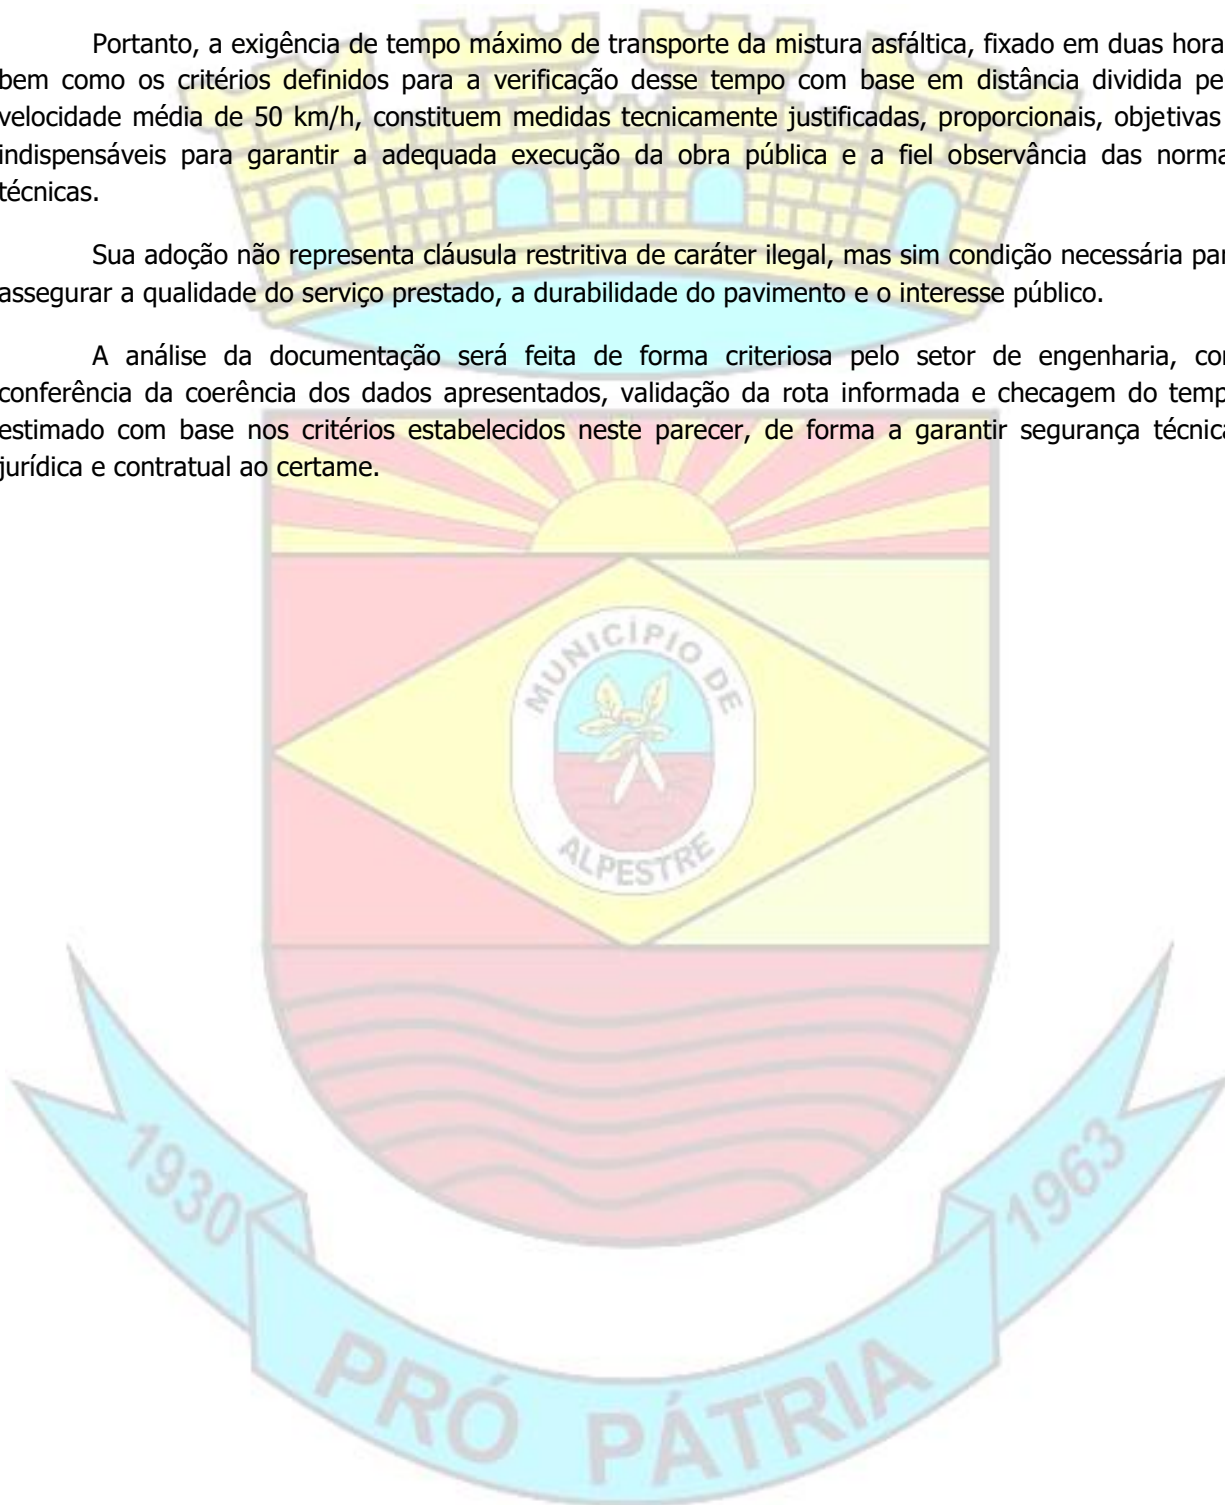 Portanto, a exigência de tempo máximo de transporte da mistura asfáltica, fixado em duas hora
bem como os critérios definidos para a verificação desse tempo com base em distância dividida pe
velocidade média de 50 km/h, constituem medidas tecnicamente justificadas, proporcionais, objetivas
indispensáveis para garantir a adequada execução da obra pública e a fiel observância das norma
técnicas.
Sua adoção não representa cláusula restritiva de caráter ilegal, mas sim condição necessária par
assegurar a qualidade do serviço prestado, a durabilidade do pavimento e o interesse público.
A análise da documentação será feita de forma criteriosa pelo setor de engenharia, co
conferência da coerência dos dados apresentados, validação da rota informada e checagem do temp
estimado com base nos critérios estabelecidos neste parecer, de forma a garantir segurança técnica
jurídica e contratual ao certame.
MUNICÍPIO DE
ALPESTRE
1930
1963
PRÓ PÁTRIA